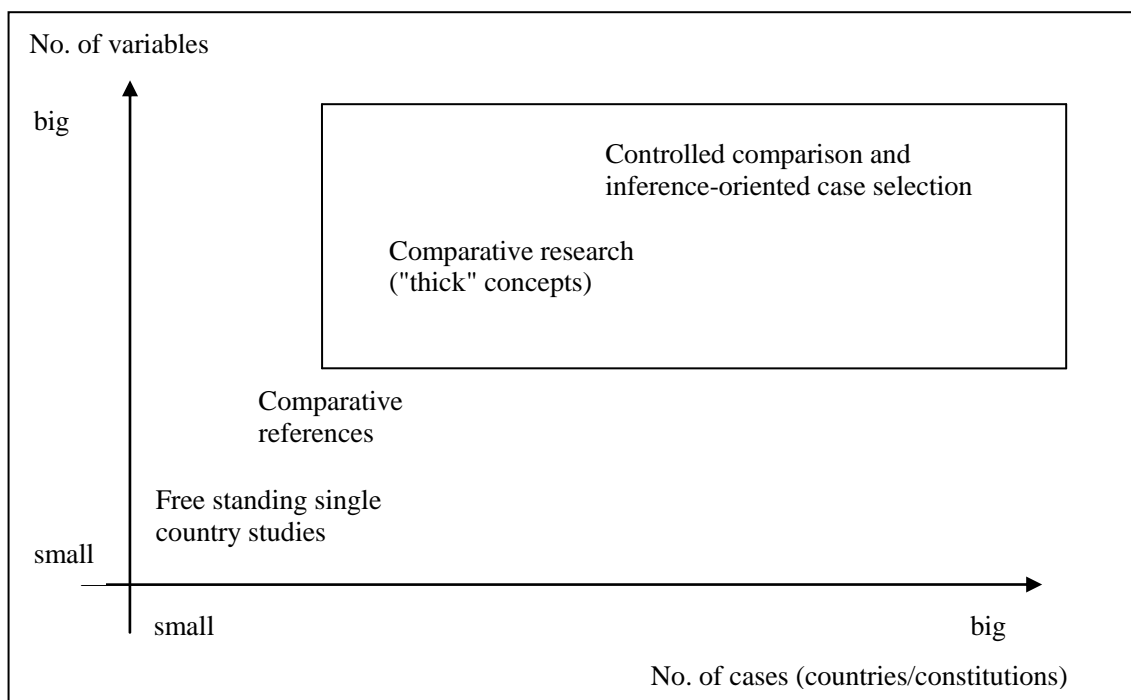 No. of variables
big
Controlled comparison and
inference-oriented case selection
Comparative research
("thick" concepts)
Comparative
references
Free standing single
country studies
small
small
big
No. of cases (countries/constitutions)